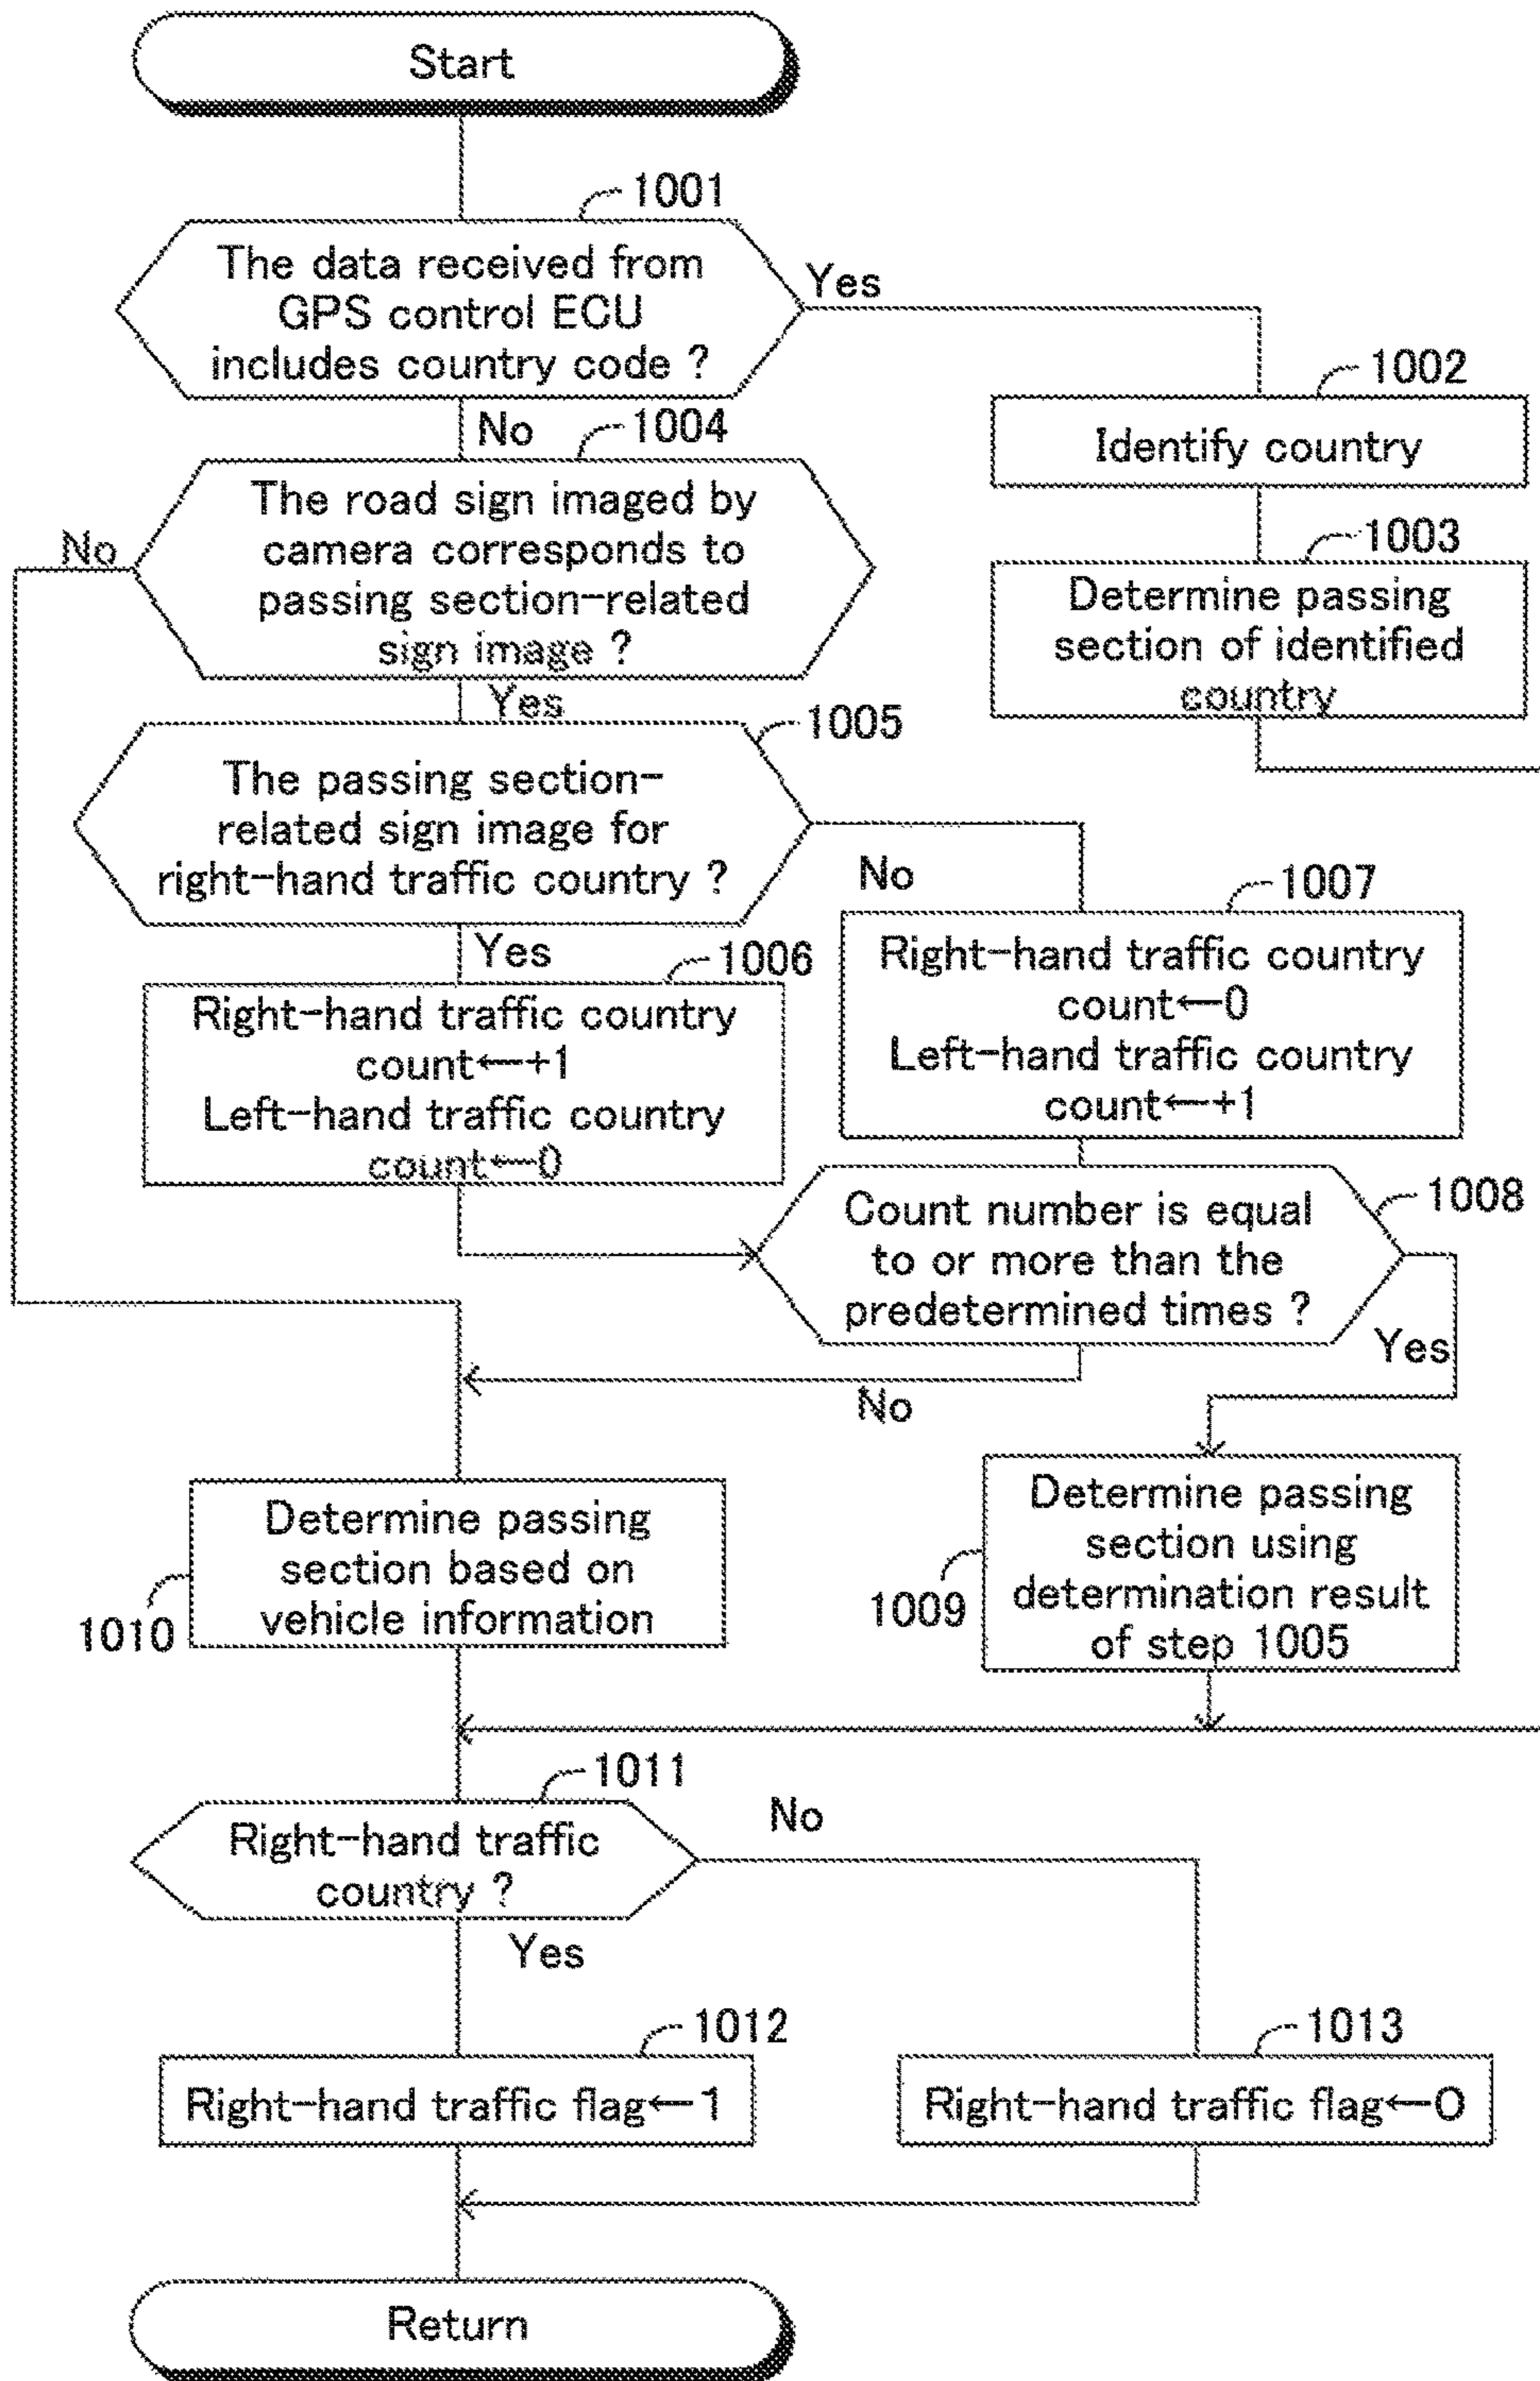 Start
1001
The data received from
GPS control ECU
includes country code ?
Yes
1002
Identify country
No
1004
The road sign imaged by
camera corresponds to
passing section-related
sign image ?
No
1003
Determine passing
section of identified
country
Yes
1005
The passing section-
related sign image for
right-hand traffic country ?
No
1007
Right-hand traffic country
count←0
Left-hand traffic country
count←+1
Yes
1006
Right-hand traffic country
count←+1
Left-hand traffic country
count←0
1008
Count number is equal
to or more than the
predetermined times ?
Yes
No
Determine passing
section based on
vehicle information
1010
Determine passing
section using
determination result
of step 1005
1009
1011
Right-hand traffic
country ?
No
Yes
1012
Right-hand traffic flag←1
1013
Right-hand traffic flag←0
Return